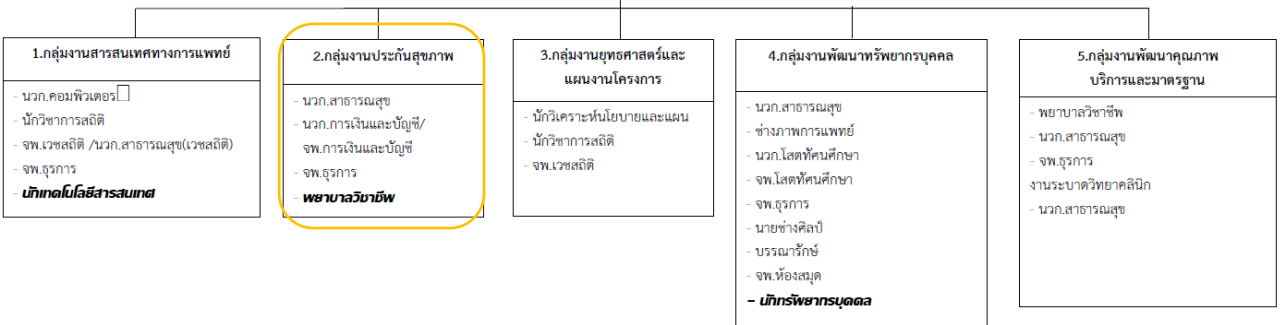 1.กลุ่มงานสารสนเทศทางการแพทย์
- นวก.คอมพิวเตอร์
- นักวิชาการสถิติ
- จพ.เวชสถิติ /นวก.สาธารณสุข(เวชสถิติ)
- จพ.ธุรการ
- นักเทคโนโลยีสารสนเทศ
2.กลุ่มงานประกันสุขภาพ
- นวก.สาธารณสุข
- นวก.การเงินและบัญชี/
จพ.การเงินและบัญชี
- จพ.ธุรการ
- พยาบาลวิชาชีพ
3.กลุ่มงานยุทธศาสตร์และ
แผนงานโครงการ
- นักวิเคราะห์นโยบายและแผน
- นักวิชาการสถิติ
- จพ.เวชสถิติ
4.กลุ่มงานพัฒนาทรัพยากรบุคคล
- นวก.สาธารณสุข
- ช่างภาพการแพทย์
- นวก.โสตทัศนศึกษา
- จพ.โสตทัศนศึกษา
- จพ.ธุรการ
- นายช่างศิลป์
- บรรณารักษ์
- จพ.ห้องสมุด
- นักทรัพยากรบุคคล
5.กลุ่มงานพัฒนาคุณภาพ
บริการและมาตรฐาน
- พยาบาลวิชาชีพ
- นวก.สาธารณสุข
- จพ.ธุรการ
งานระบาดวิทยาคลินิก
- นวก.สาธารณสุข